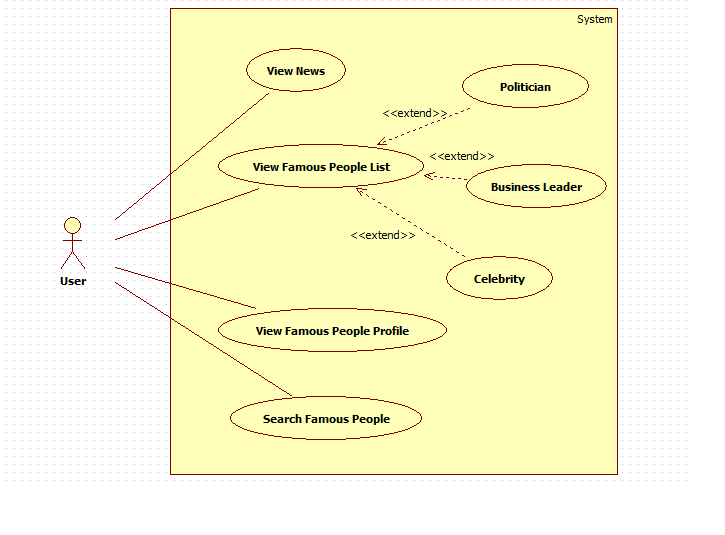 System
View News
Politician
<<extend>>
<<extend>>
View Famous People List
Business Leader
<<extend>>
User
Celebrity
View Famous People Profile
Search Famous People